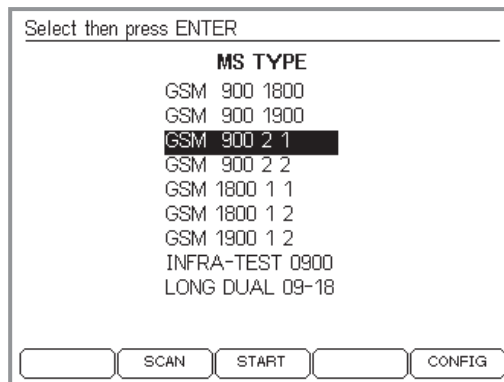 Select then press ENTER
MS TYPE
GSM 900 1800
GSM 900 1900
GSM 900 2 1
GSM 900 2 2
GSM 1800 1 1
GSM 1800 1 2
GSM 1900 1 2
INFRA-TEST 0900
LONG DUAL 09-18
SCAN START CONFIG